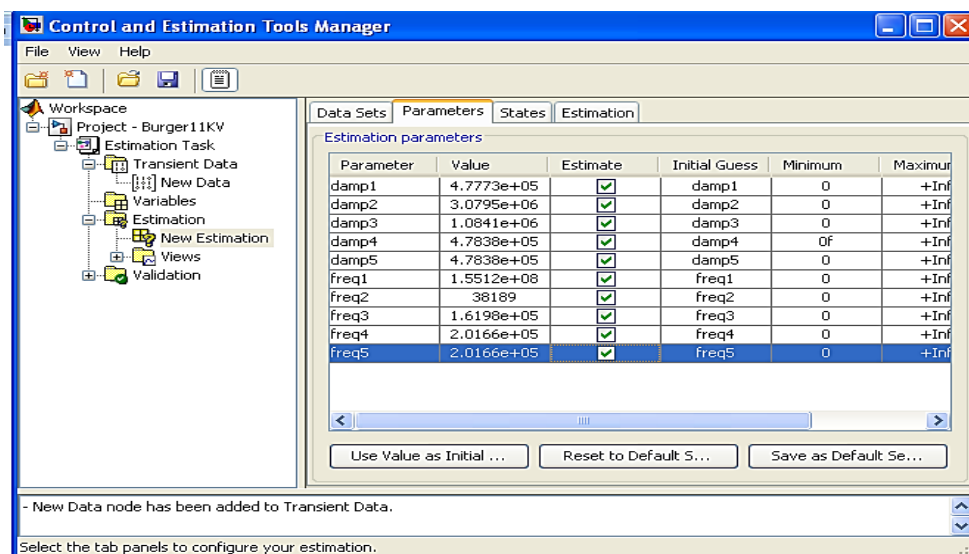 Control and Estimation Tools Manager
File View Help
Workspace
Project - Burger11KV
Estimation Task
Transient Data
New Data
Variables
Estimation
New Estimation
Views
Validation
Data Sets Parameters States Estimation
Estimation parameters
Parameter Value Estimate Initial Guess Minimum Maximur
damp1 4.7773e+05 damp1 0 +Inf
damp2 3.0795e+06 damp2 0 +Inf
damp3 1.0841e+06 damp3 0 +Inf
damp4 4.7838e+05 damp4 0f +Inf
damp5 4.7838e+05 damp5 0 +Inf
freq1 1.5512e+08 freq1 0 +Inf
freq2 38189 freq2 0 +Inf
freq3 1.6198e+05 freq3 0 +Inf
freq4 2.0166e+05 freq4 0 +Inf
freq5 2.0166e+05 freq5 0 +Inf
Use Value as Initial ... Reset to Default S... Save as Default Se...
- New Data node has been added to Transient Data.
Select the tab panels to configure your estimation.